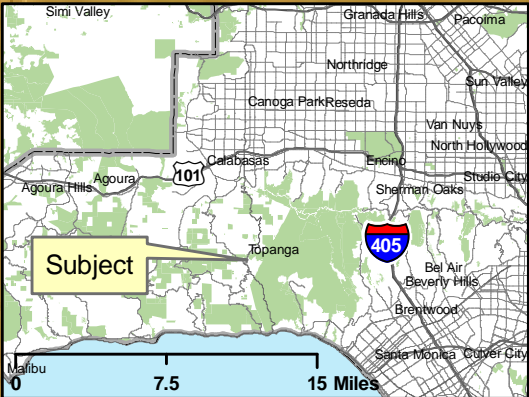 Simi Valley
Granada Hills
Pacoima
Northridge
Sun Valley
Canoga Park
Reseda
Van Nuys
North Hollywood
Calabasas
Encino
Studio City
101
Agoura
Agoura Hills
Sherman Oaks
Topanga
405
Subject
Bel Air
Beverly Hills
Brentwood
Santa Monica
Culver City
Malibu
0 7.5 15 Miles